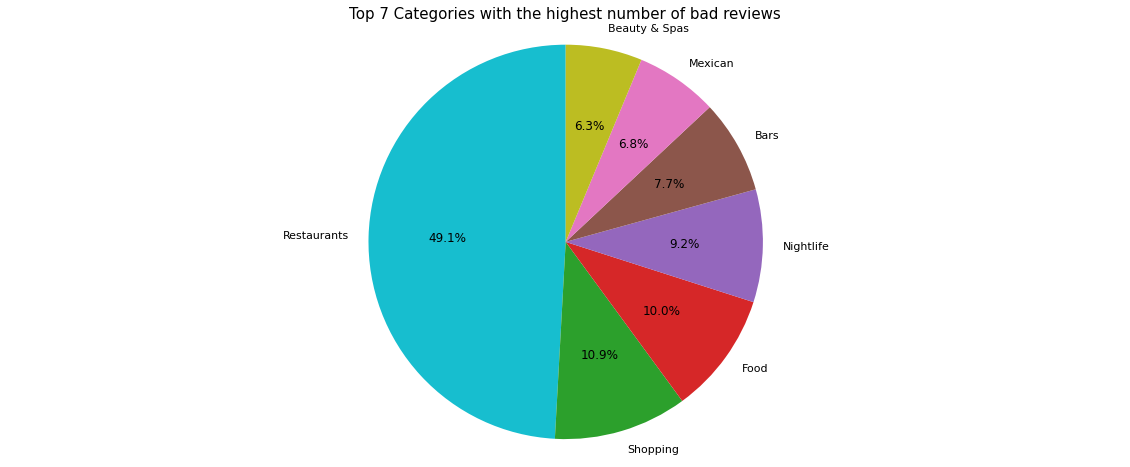 Top 7 Categories with the highest number of bad reviews
Beauty & Spas
Mexican
6.3%
6.8%
Bars
7.7%
Restaurants
49.1%
9.2%
Nightlife
10.0%
10.9%
Food
Shopping